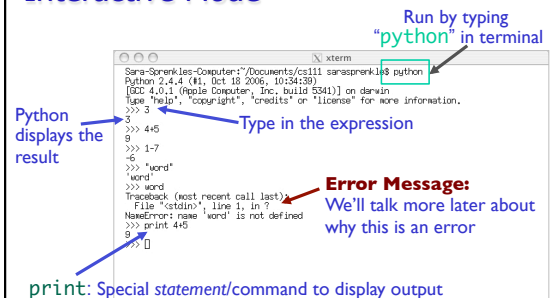 Interactive Mode
Run by typing
"python" in terminal
X xterm
Sara-Sprenkles-Computer:~/Documents/cs111 sarasprenkle$ python
Python 2.4.4 (#1, Oct 18 2006, 10:34:39)
[GCC 4.0.1 (Apple Computer, Inc. build 5341)] on darwin
Type "help", "copyright", "credits" or "license" for more information.
>>> 3
3
>>> 4+5
9
>>> 1-7
-6
>>> "word"
'word'
>>> word
Traceback (most recent call last):
File "<stdin>", line 1, in ?
NameError: name 'word' is not defined
>>> print 4+5
9
>>>
Python
displays the
result
Type in the expression
Error Message:
We'll talk more later about
why this is an error
print: Special statement/command to display output